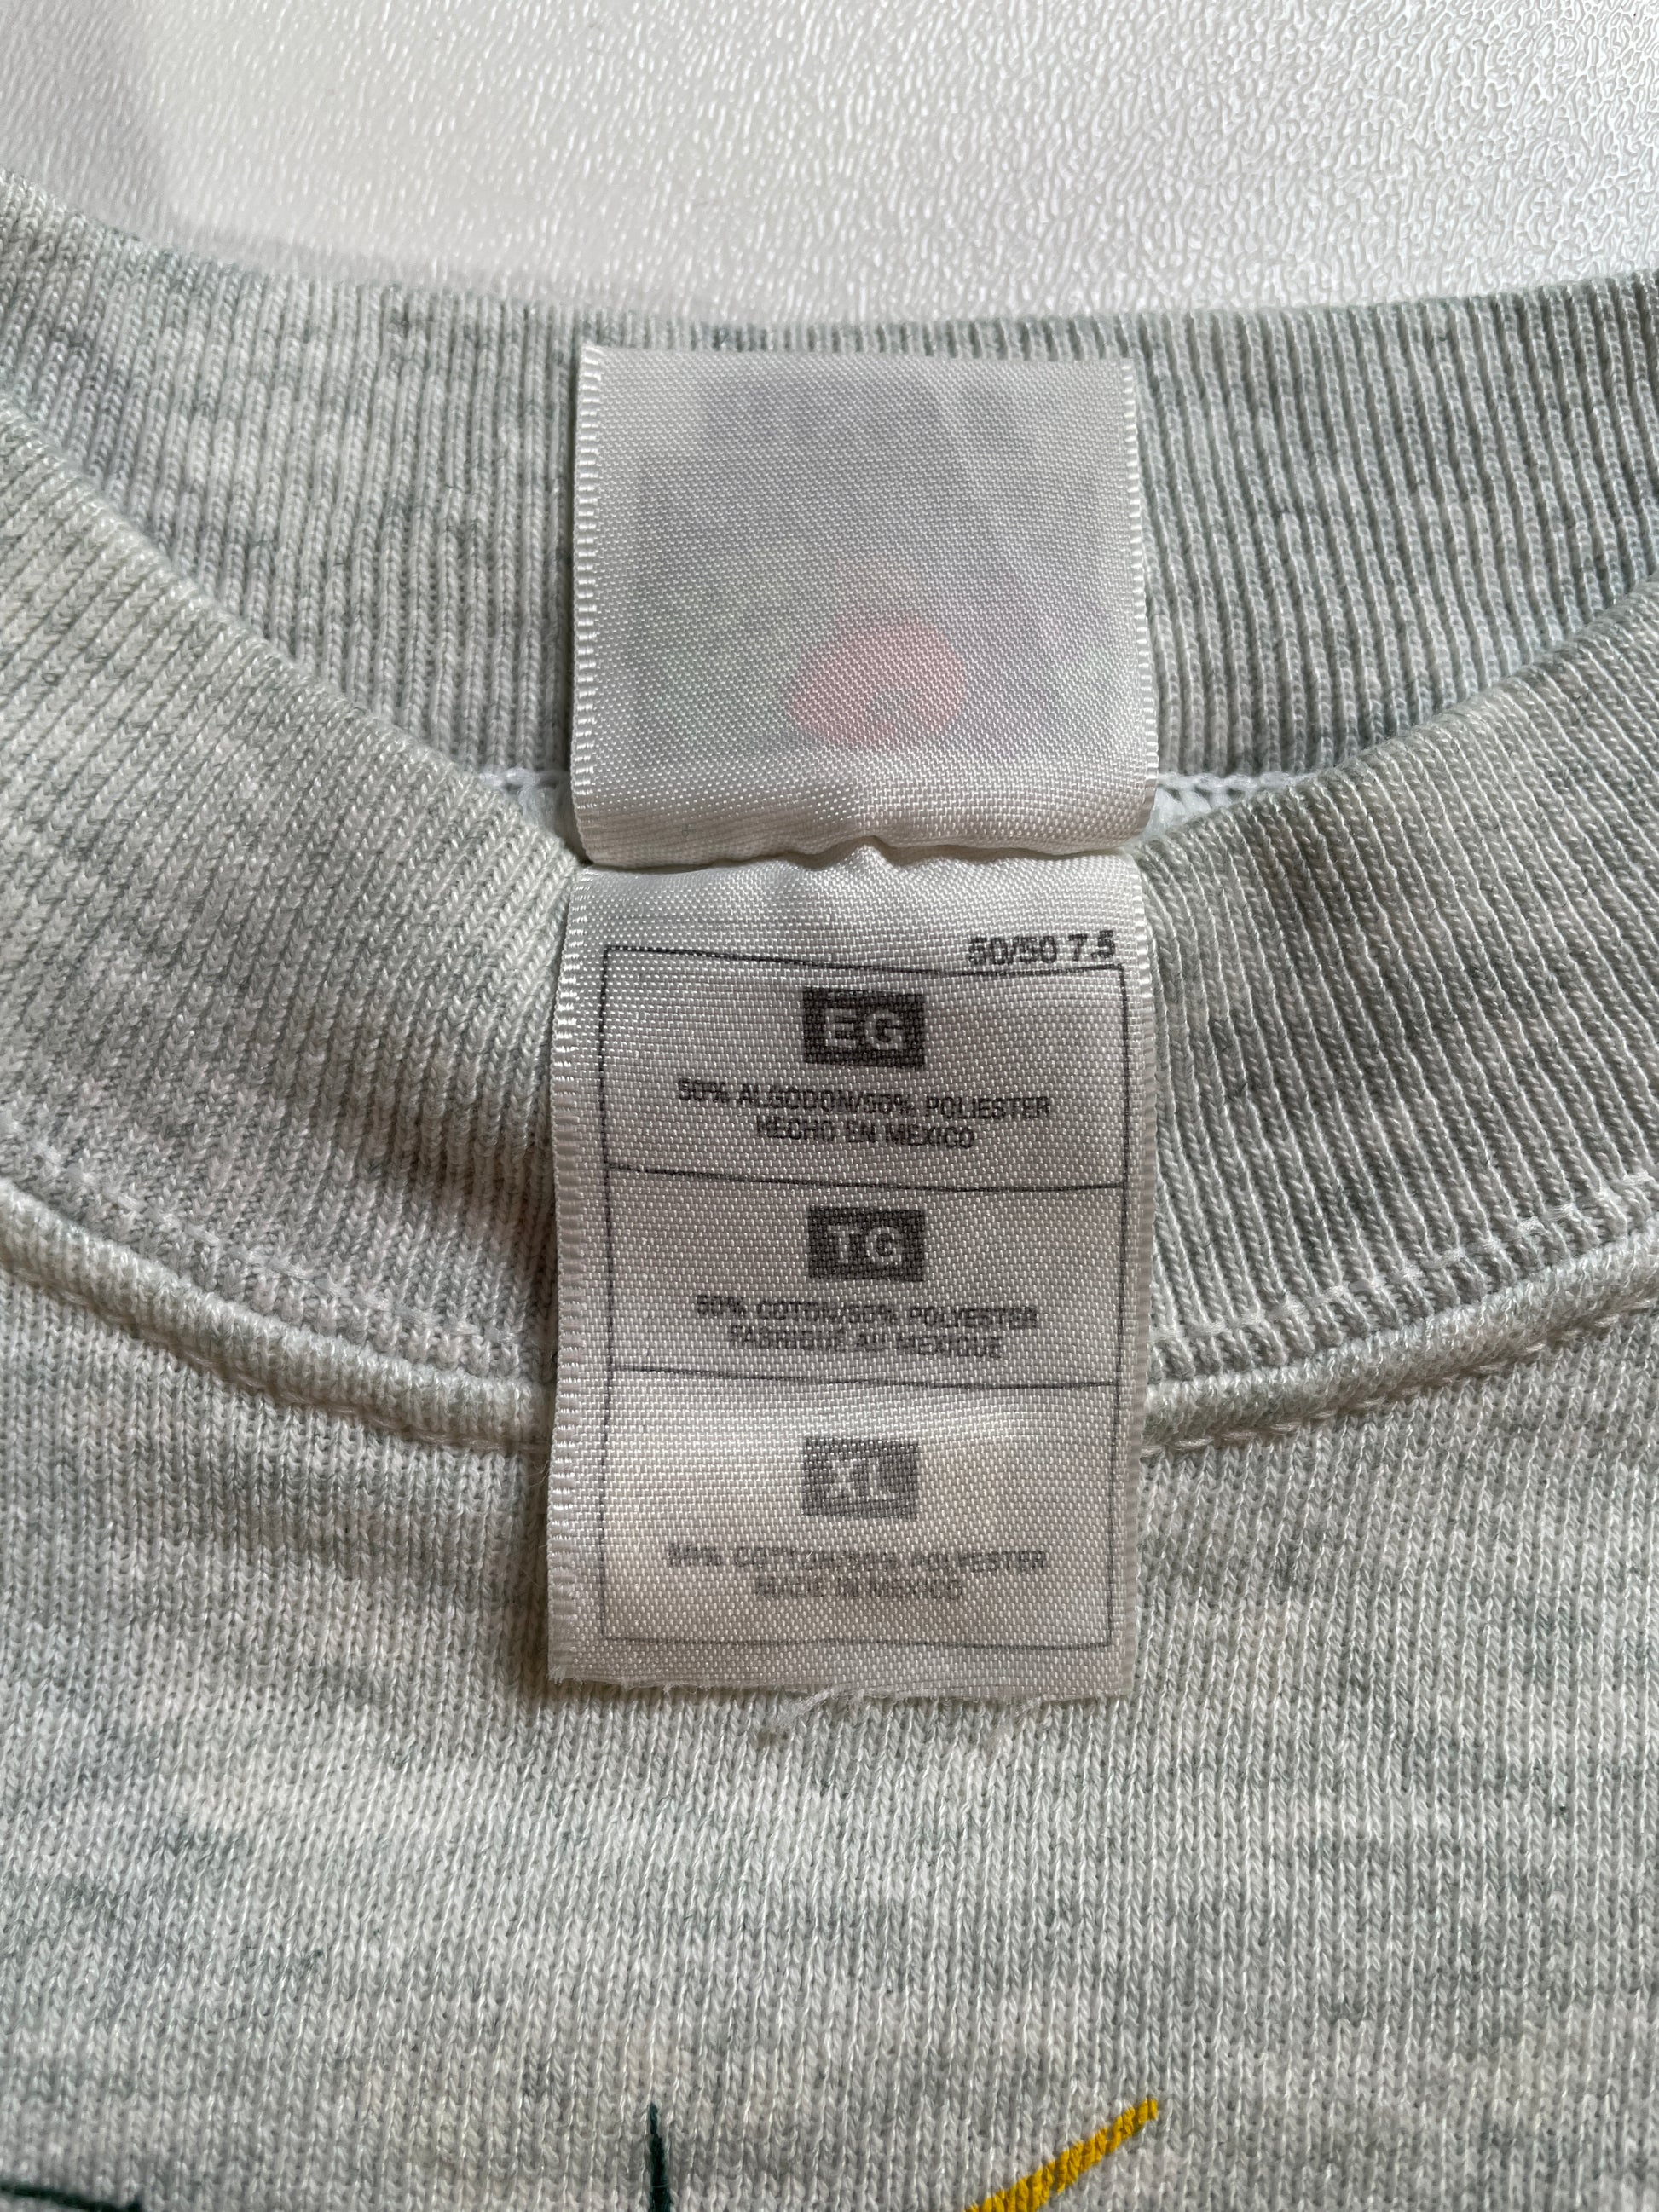 50/50 7.5
EG
50% ALGODON/50% POLIESTER
HECHO EN MEXICO
TG
50% COTON/50% POLYESTER
FABRIQUE AU MEXIQUE
XL
50% COTTON/50% POLYESTER
MADE IN MEXICO